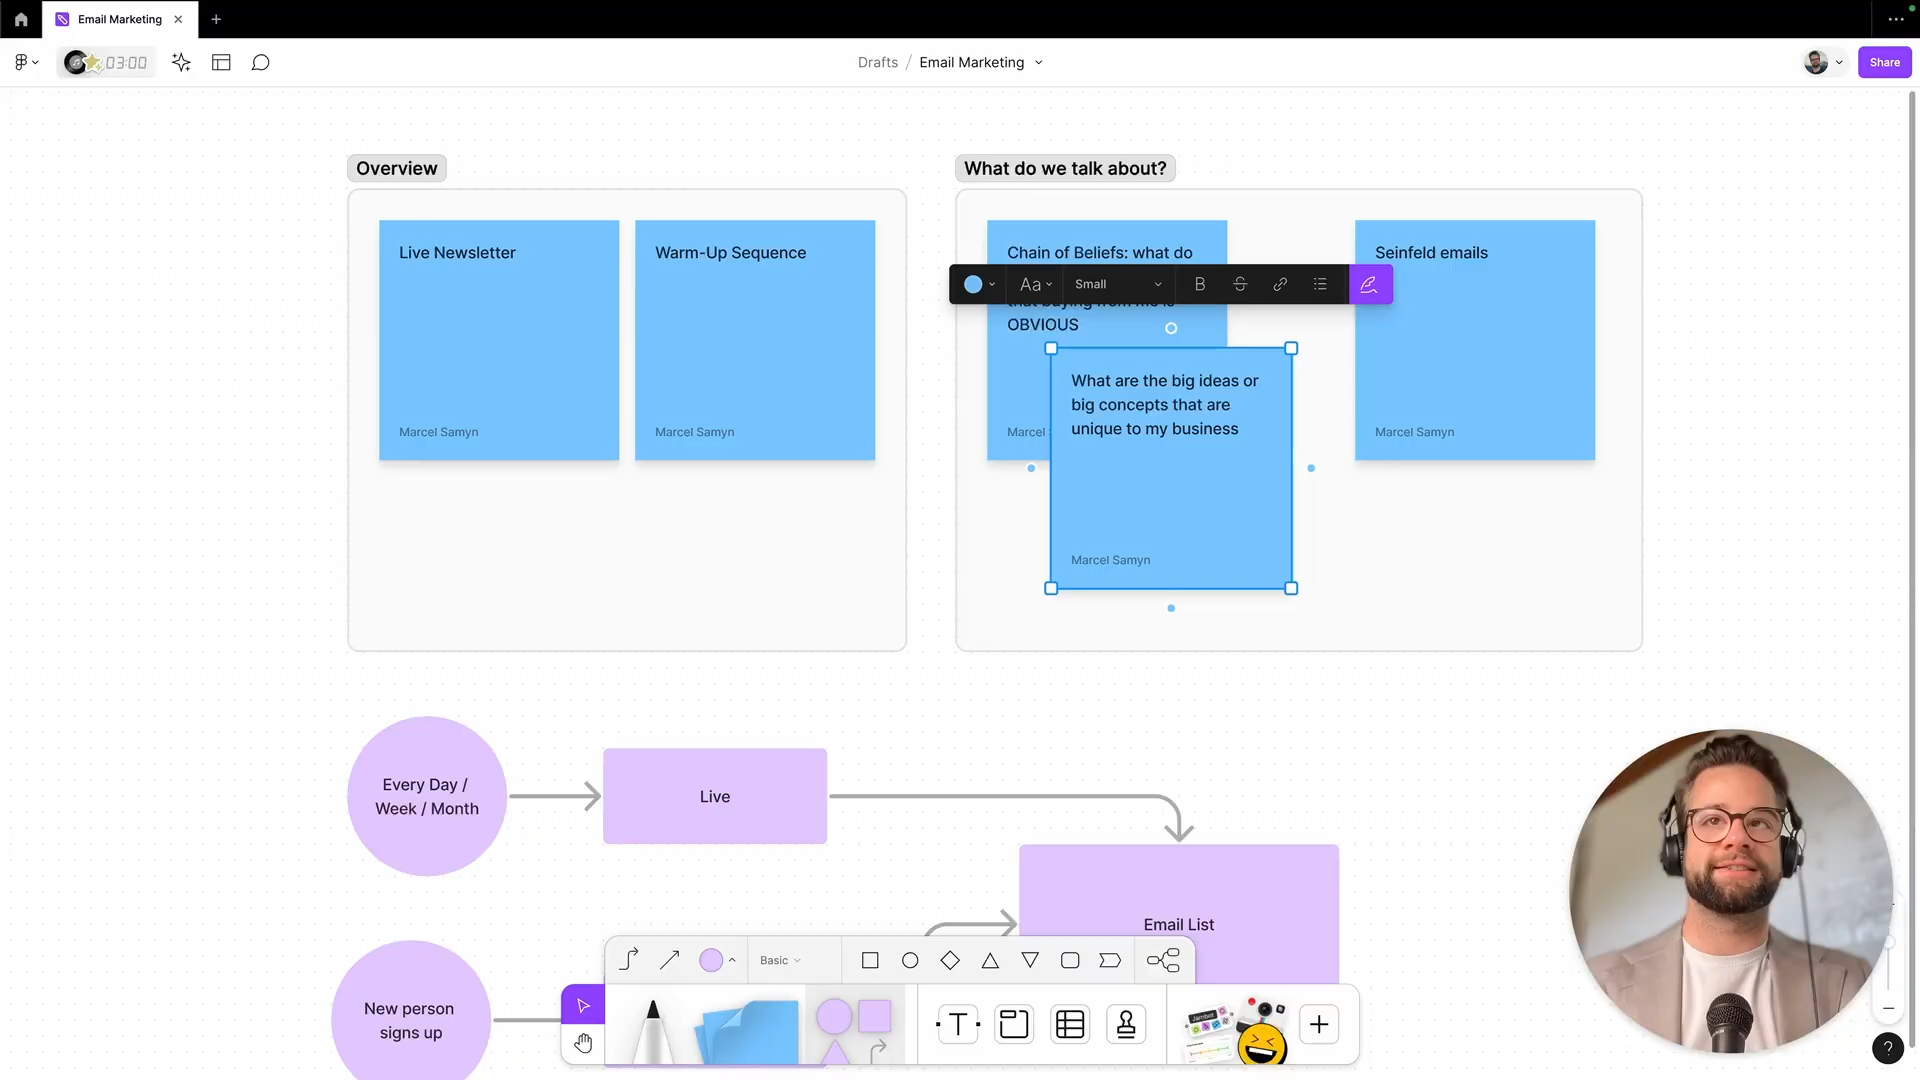 Email Marketing
03:00
Drafts / Email Marketing
Share
Overview
What do we talk about?
Live Newsletter
Marcel Samyn
Warm-Up Sequence
Marcel Samyn
Chain of Beliefs: what do
OBVIOUS
Marcel
Seinfeld emails
Marcel Samyn
Aa
Small
B
S
What are the big ideas or
big concepts that are
unique to my business
Marcel Samyn
Every Day /
Week / Month
Live
Email List
New person
signs up
Basic
T
Jambot
?